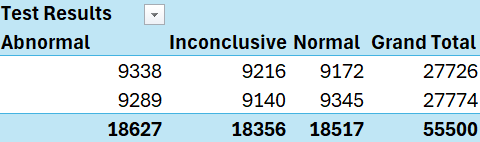 Test Results
Abnormal Inconclusive Normal Grand Total
9338 9216 9172 27726
9289 9140 9345 27774
18627 18356 18517 55500